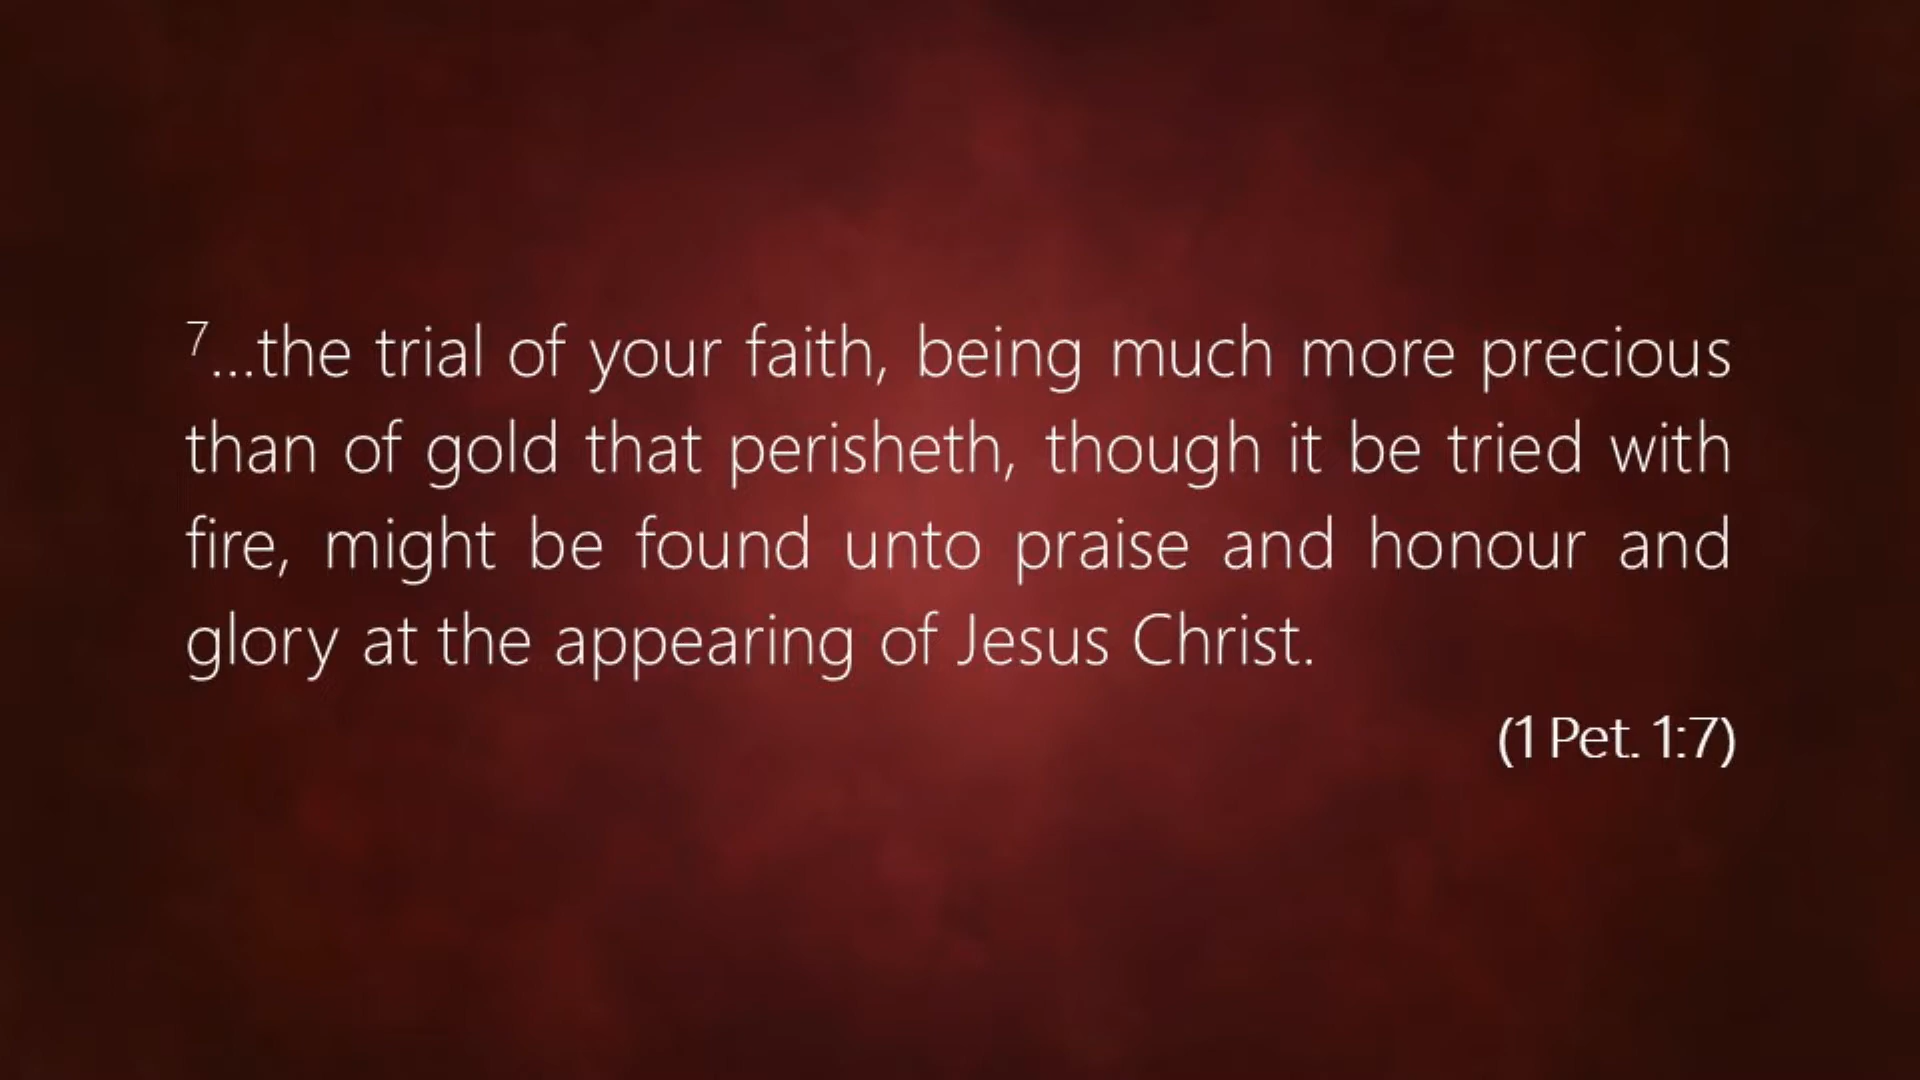 7...the trial of your faith, being much more precious
than of gold that perisheth, though it be tried with
fire, might be found unto praise and honour and
glory at the appearing of Jesus Christ.
(1 Pet. 1:7)